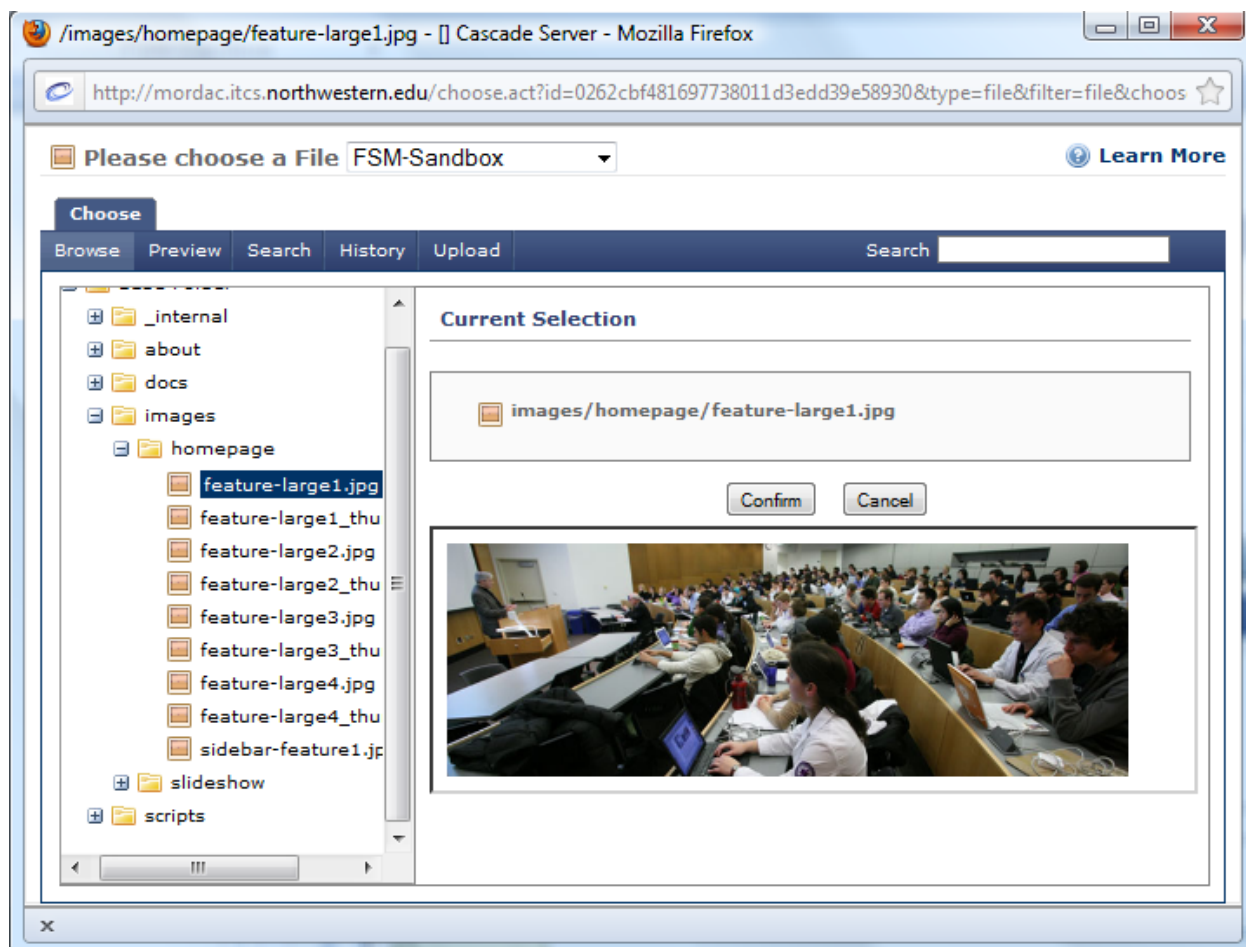 /images/homepage/feature-large1.jpg - [] Cascade Server - Mozilla Firefox
http://mordac.itcs.northwestern.edu/choose.act?id=0262cbf481697738011d3edd39e58930&type=file&filter=file&choos
Please choose a File FSM-Sandbox Learn More
Choose
Browse Preview Search History Upload Search
_internal
about
docs
images
homepage
feature-large1.jpg
feature-large1_thu
feature-large2.jpg
feature-large2_thu
feature-large3.jpg
feature-large3_thu
feature-large4.jpg
feature-large4_thu
sidebar-feature1.jp
slideshow
scripts
Current Selection
images/homepage/feature-large1.jpg
Confirm Cancel